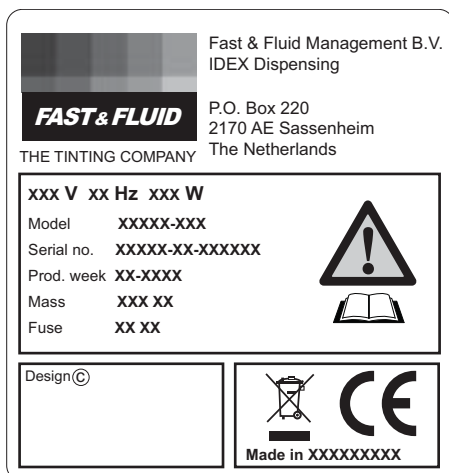 Fast & Fluid Management B.V.
IDEX Dispensing
FAST & FLUID
P.O. Box 220
2170 AE Sassenheim
The Netherlands
THE TINTING COMPANY
xxx V xx Hz xxx W
Model XXXXX-XXX
Serial no. XXXXX-XX-XXXXXX
Prod. week XX-XXXX
Mass XXX XX
Fuse XX XX
Design ©
CE
Made in XXXXXXXXX